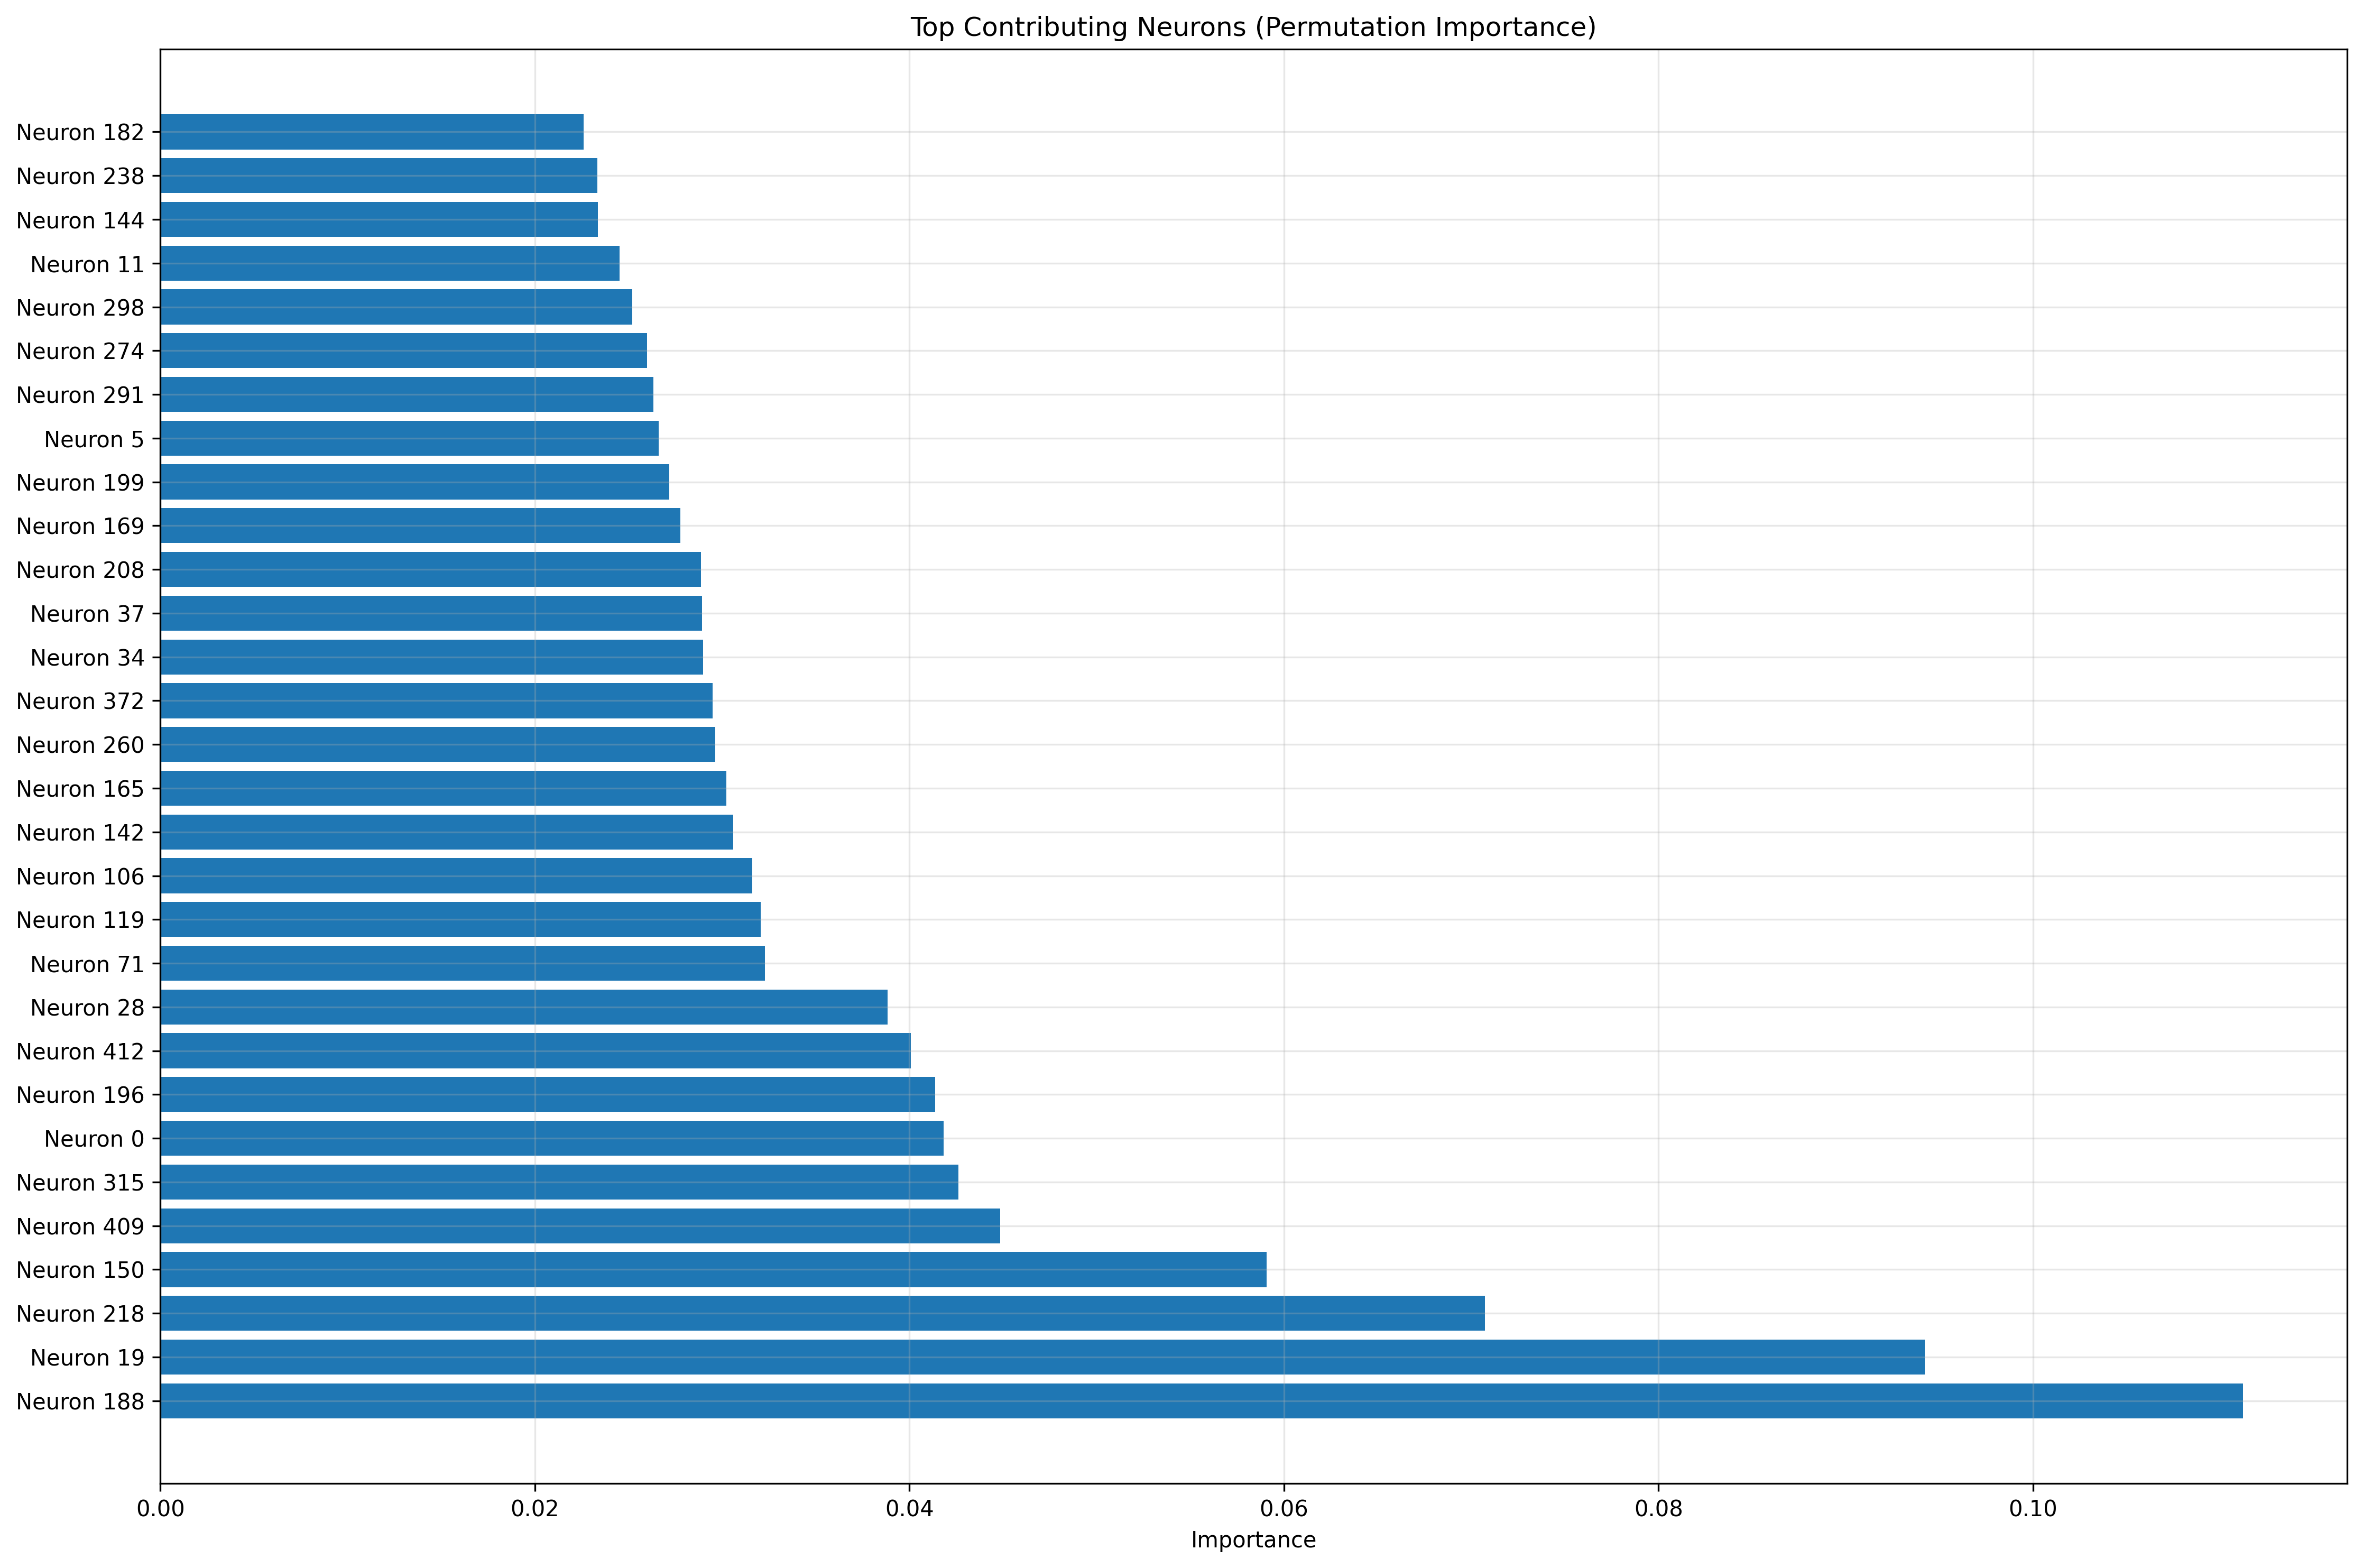 Top Contributing Neurons (Permutation Importance)
Neuron 182
Neuron 238
Neuron 144
Neuron 11
Neuron 298
Neuron 274
Neuron 291
Neuron 5
Neuron 199
Neuron 169
Neuron 208
Neuron 37
Neuron 34
Neuron 372
Neuron 260
Neuron 165
Neuron 142
Neuron 106
Neuron 119
Neuron 71
Neuron 28
Neuron 412
Neuron 196
Neuron 0
Neuron 315
Neuron 409
Neuron 150
Neuron 218
Neuron 19
Neuron 188
0.00 0.02 0.04 0.06 0.08 0.10
Importance